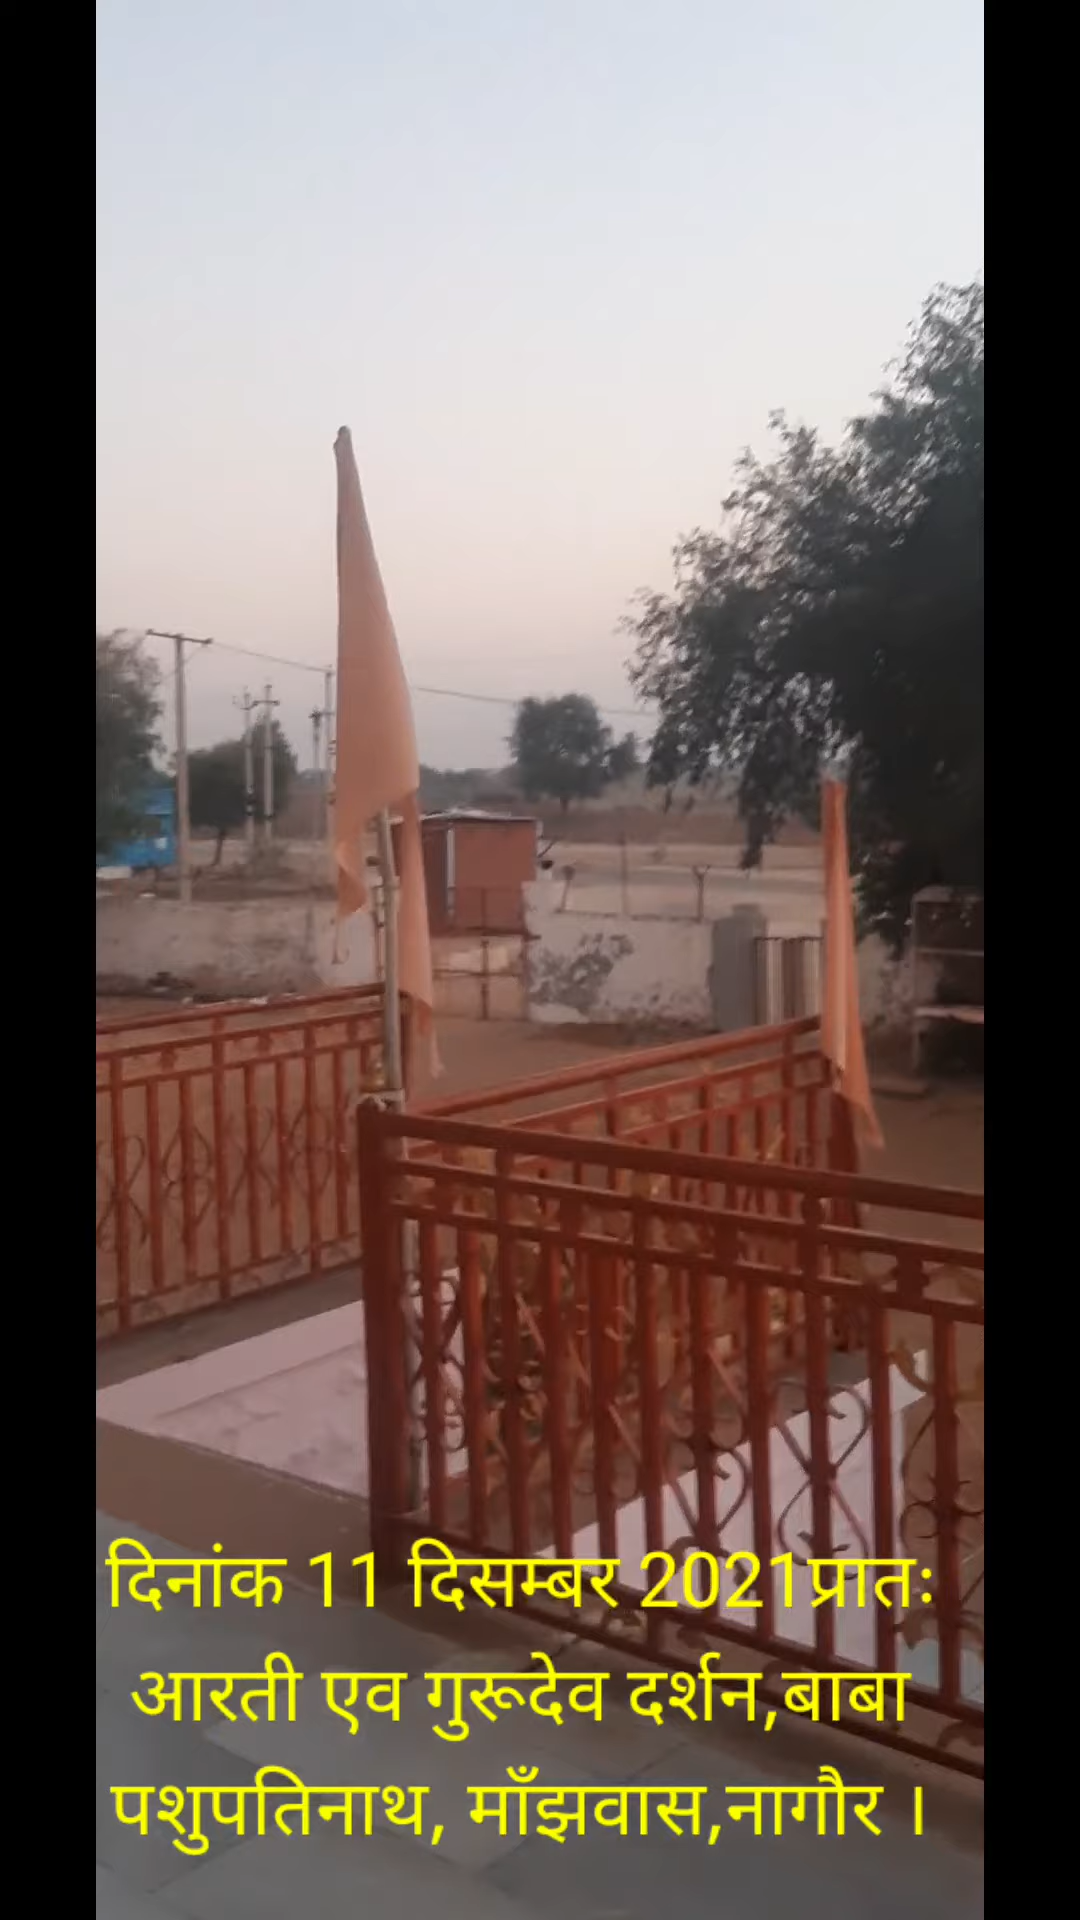 दिनांक 11 दिसम्बर 2021प्रातः
आरती एव गुरूदेव दर्शन,बाबा
पशुपतिनाथ, माँझवास,नागौर ।